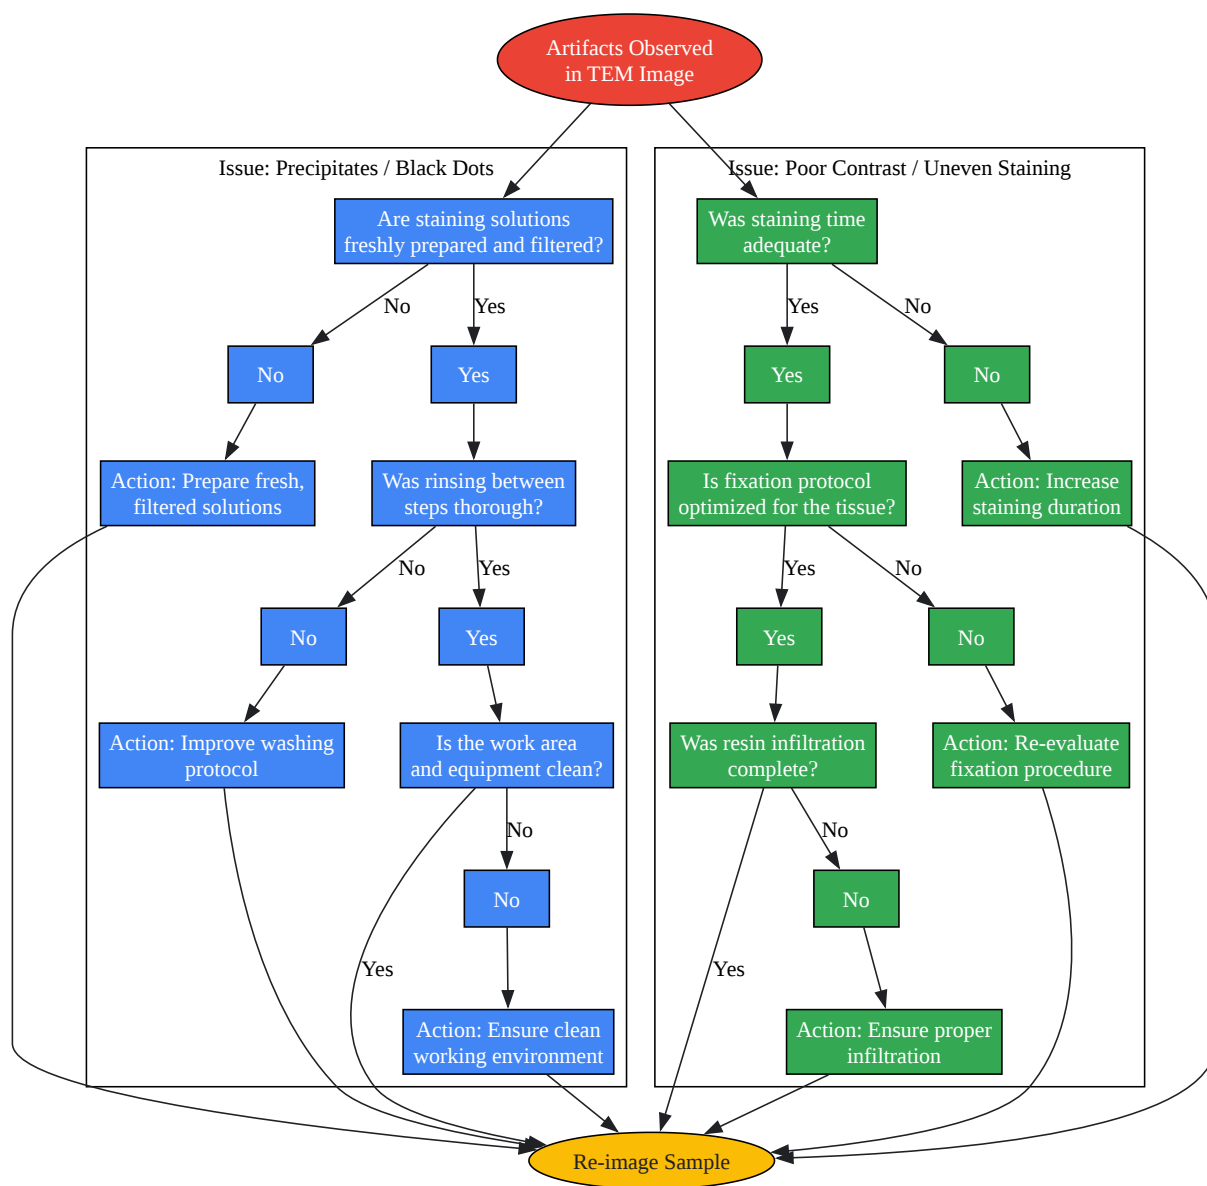 Artifacts Observed
in TEM Image
Issue: Precipitates / Black Dots
Issue: Poor Contrast / Uneven Staining
Are staining solutions
freshly prepared and filtered?
Was staining time
adequate?
No
Yes
Yes
No
No
Yes
Yes
No
Action: Prepare fresh,
filtered solutions
Was rinsing between
steps thorough?
Is fixation protocol
optimized for the tissue?
Action: Increase
staining duration
No
Yes
Yes
No
No
Yes
Yes
No
Action: Improve washing
protocol
Is the work area
and equipment clean?
Was resin infiltration
complete?
Action: Re-evaluate
fixation procedure
No
No
No
No
Yes
Yes
Action: Ensure clean
working environment
Action: Ensure proper
infiltration
Re-image Sample